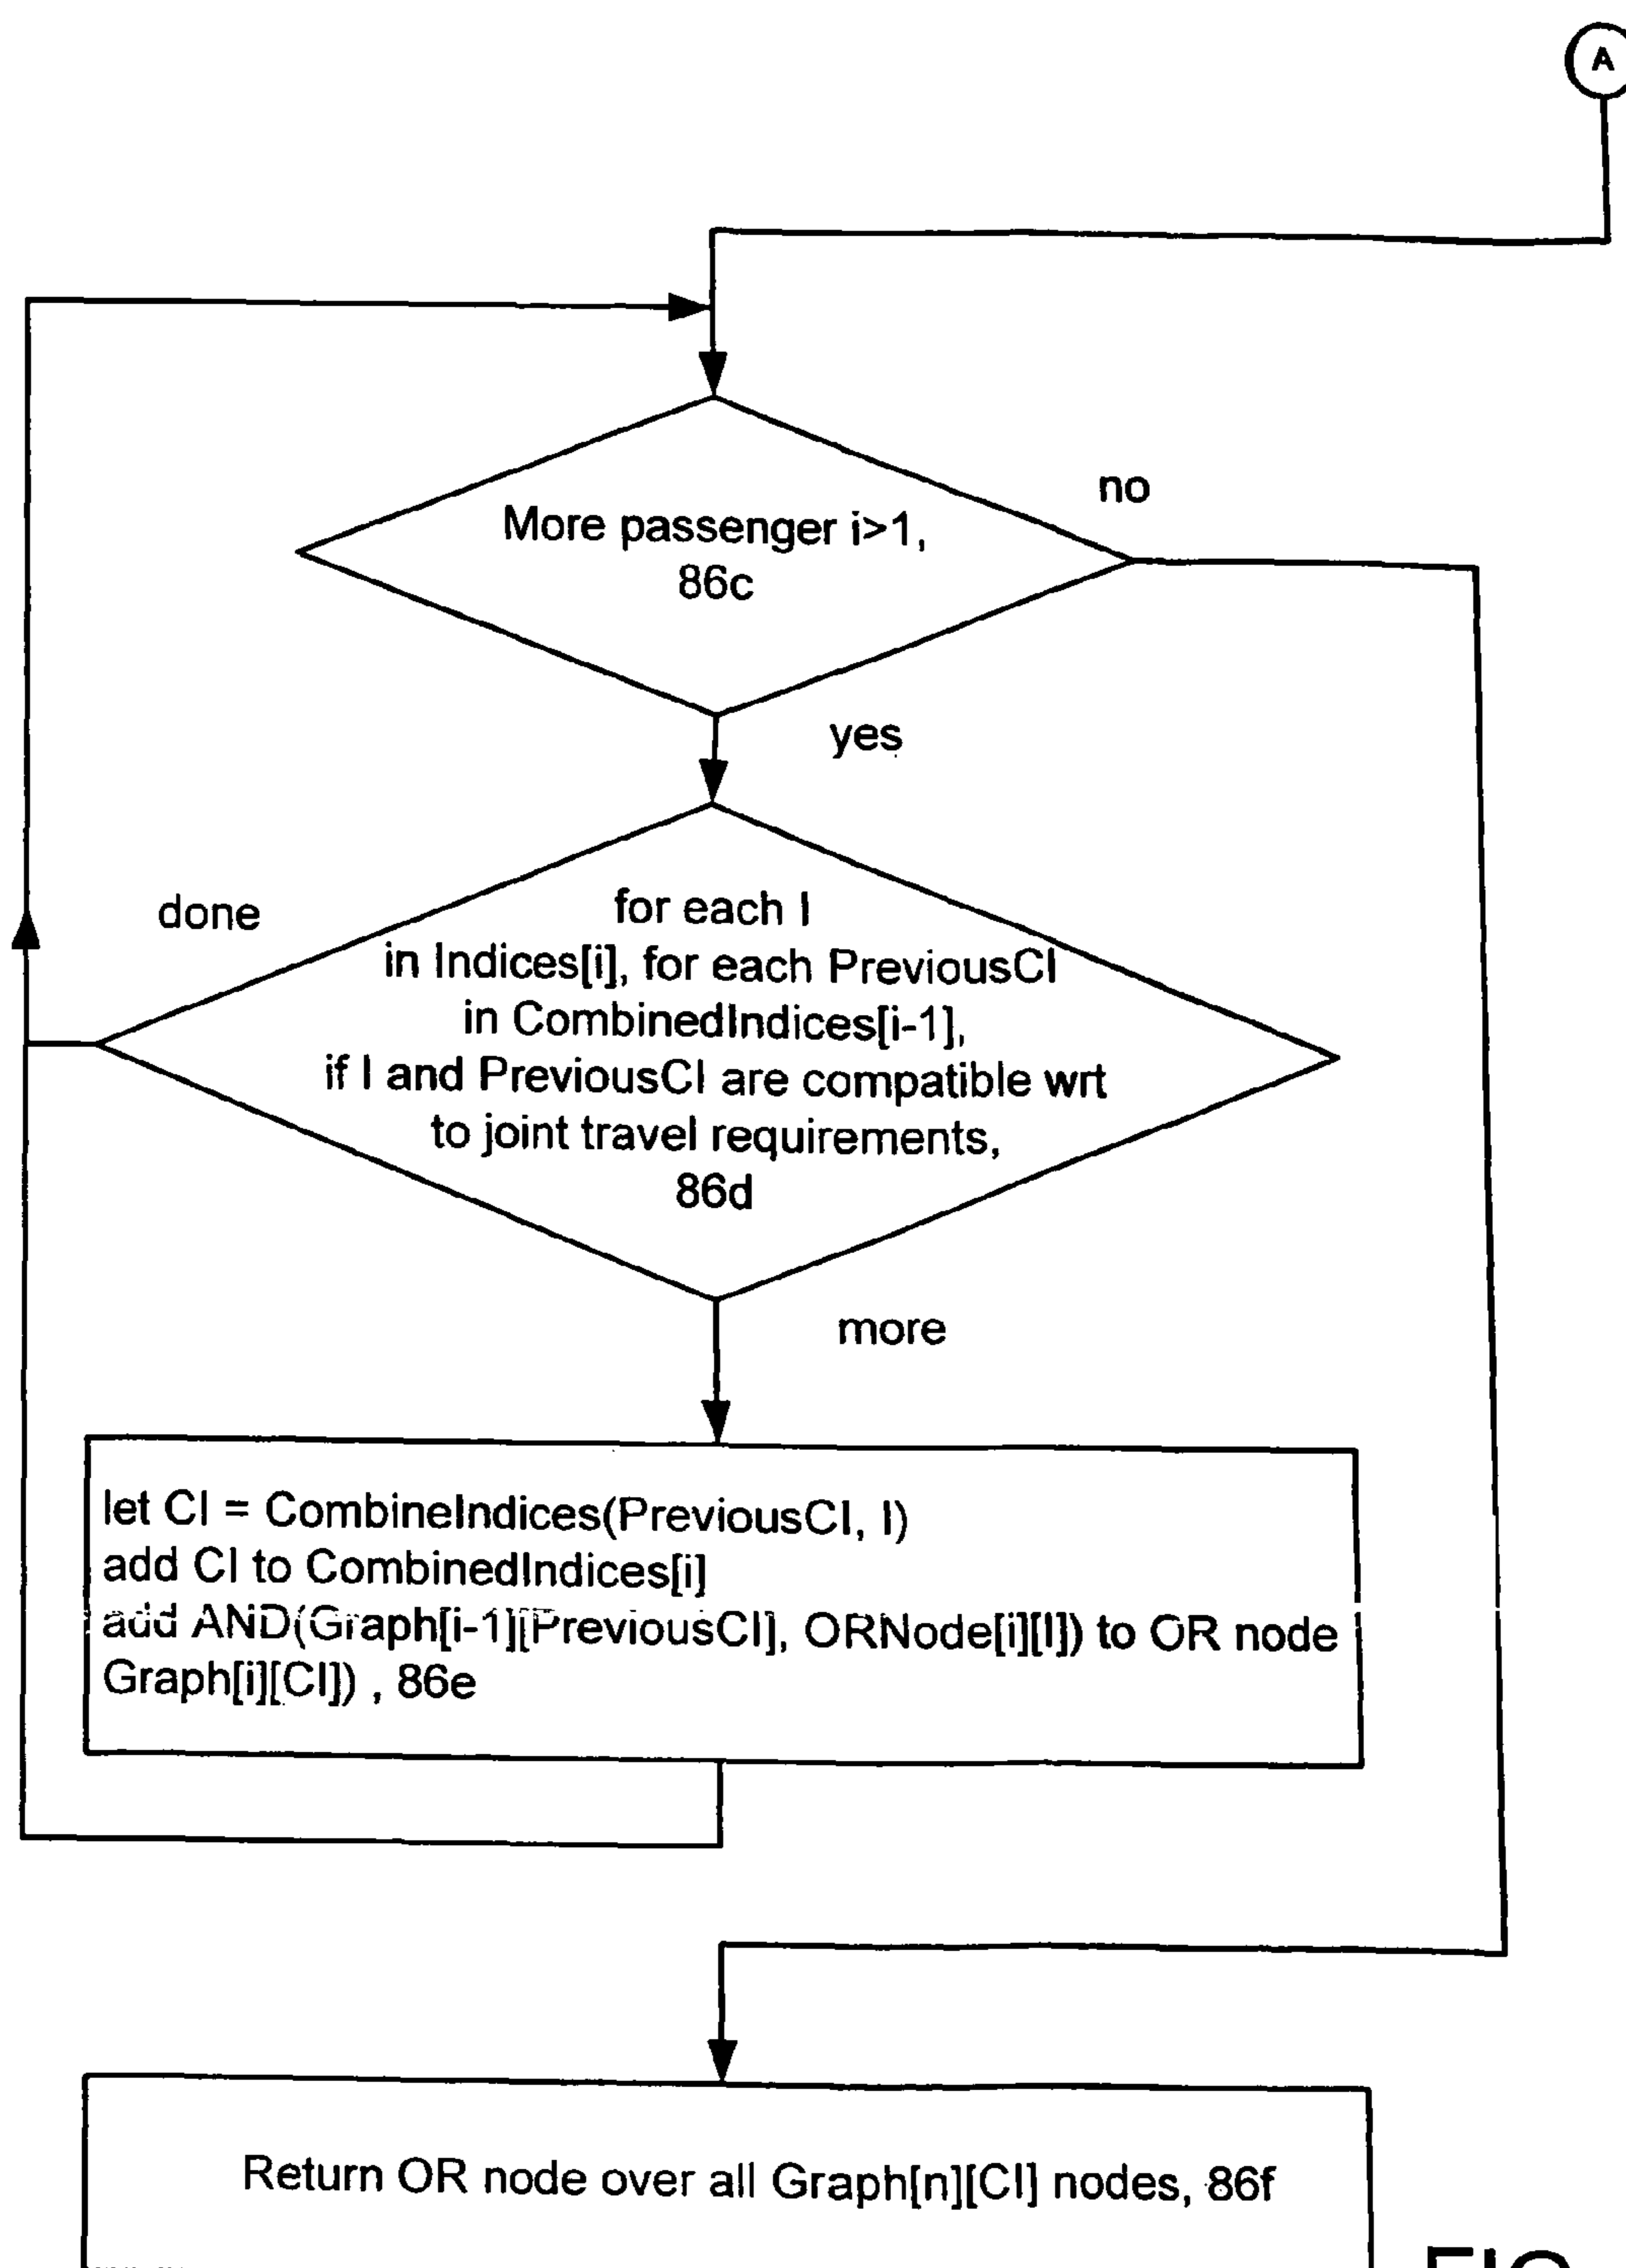 A
More passenger i>1,
86c
no
yes
done
for each I
in Indices[i], for each PreviousCI
in CombinedIndices[i-1],
if I and PreviousCI are compatible wrt
to joint travel requirements,
86d
more
let CI = CombineIndices(PreviousCI, I)
add CI to CombinedIndices[i]
add AND(Graph[i-1][PreviousCI], ORNode[i][I]) to OR node
Graph[i][CI]) , 86e
Return OR node over all Graph[n][CI] nodes, 86f
FIG